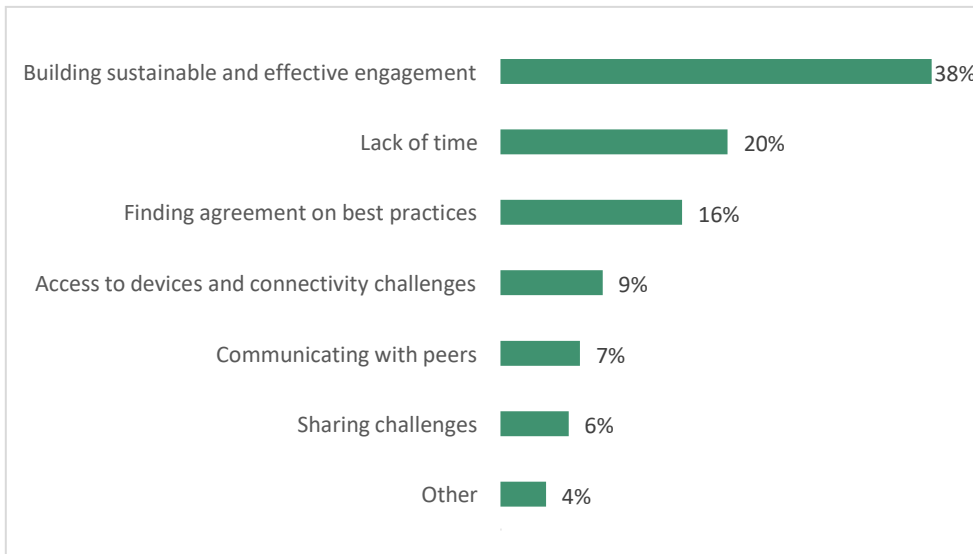 Building sustainable and effective engagement 38%
Lack of time 20%
Finding agreement on best practices 16%
Access to devices and connectivity challenges 9%
Communicating with peers 7%
Sharing challenges 6%
Other 4%